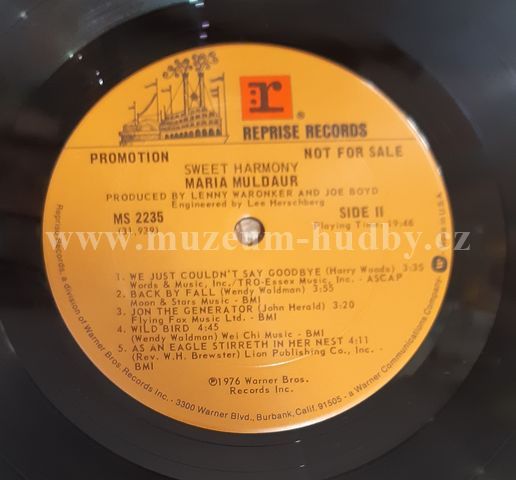 r
®
REPRISE RECORDS
PROMOTION NOT FOR SALE
SWEET HARMONY
MARIA MULDAUR
PRODUCED BY LENNY WARONKER AND JOE BOYD
Engineered by Lee Herschberg
MS 2235 SIDE II
(31,939) Playing Time: 19:46
www.muzeum-hudby.cz
1. WE JUST COULDN'T SAY GOODBYE (Harry Woods) 3:35
Words & Music, Inc./TRO-Essex Music, Inc. - ASCAP
2. BACK BY FALL (Wendy Waldman) 3:55
Moon & Stars Music - BMI
3. JON THE GENERATOR (John Herald) 3:20
Flying Fox Music Ltd. - BMI
4. WILD BIRD 4:45
(Wendy Waldman) Wei Chi Music - BMI
5. AS AN EAGLE STIRRETH IN HER NEST 4:11
(Rev. W.H. Brewster) Lion Publishing Co., Inc. -
BMI
©1976 Warner Bros.
Records Inc.
Reprise Records, a division of Warner Bros. Records Inc. - 3300 Warner Blvd., Burbank, Calif. 91505 - a Warner Communications Company
U.S.A.